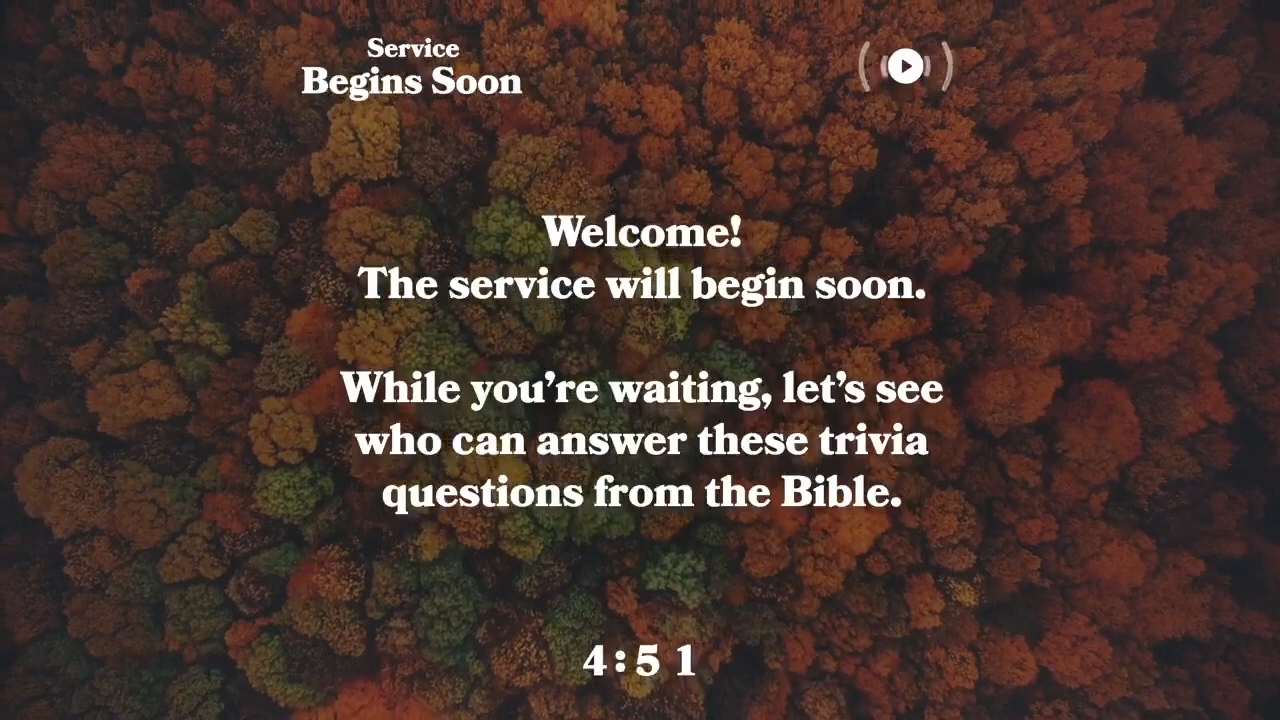 Service
Begins Soon
Welcome!
The service will begin soon.
While you’re waiting, let’s see
who can answer these trivia
questions from the Bible.
4:51